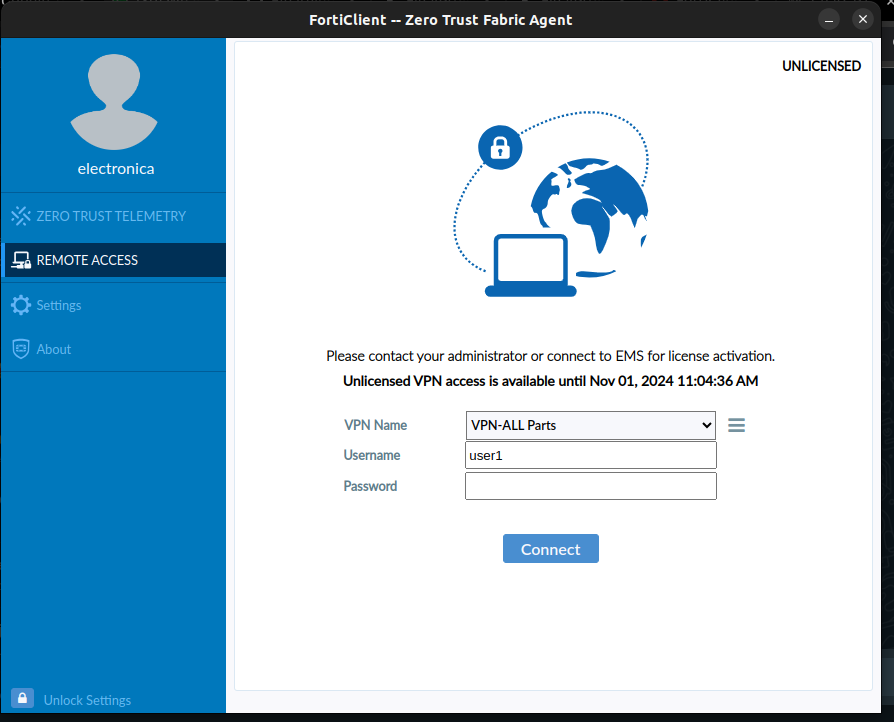 FortiClient -- Zero Trust Fabric Agent
UNLICENSED
electronica
ZERO TRUST TELEMETRY
REMOTE ACCESS
Settings
About
Please contact your administrator or connect to EMS for license activation.
Unlicensed VPN access is available until Nov 01, 2024 11:04:36 AM
VPN Name VPN-ALL Parts
Username user1
Password
Connect
Unlock Settings